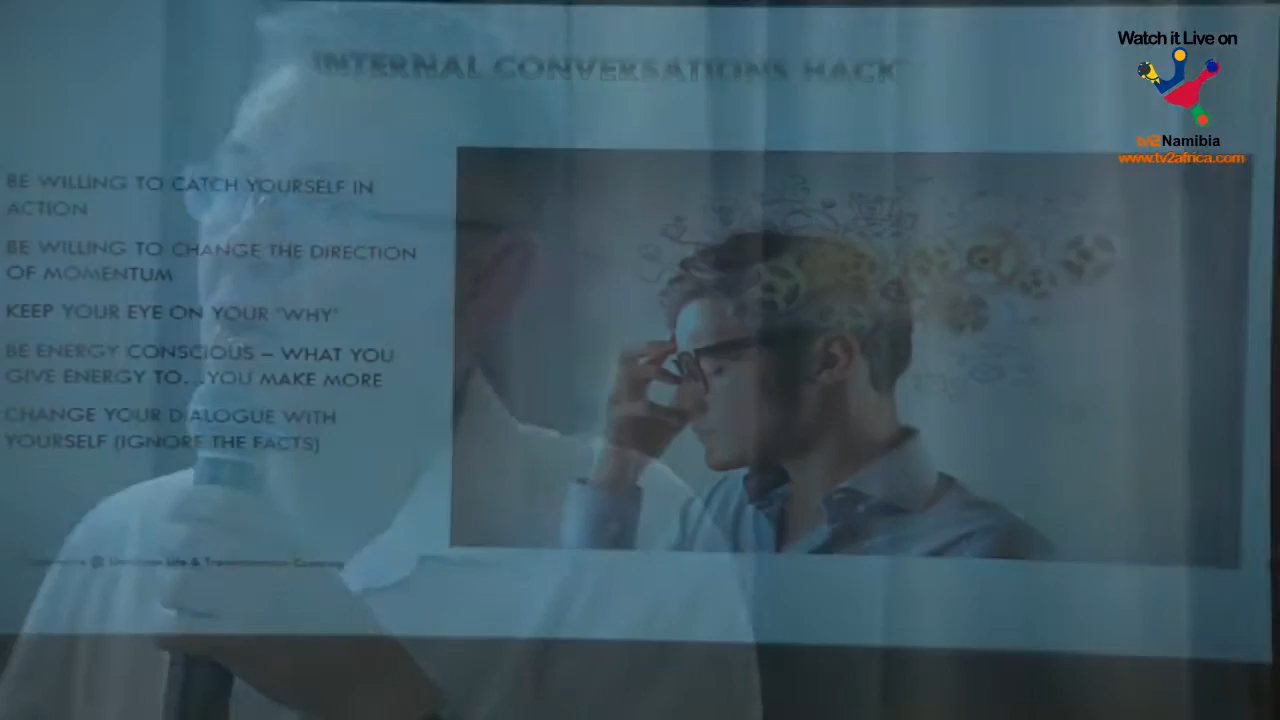 Watch it Live on
tv2Namibia
www.tv2africa.com
INTERNAL CONVERSATIONS HACK
BE WILLING TO CATCH YOURSELF IN
ACTION
BE WILLING TO CHANGE THE DIRECTION
OF MOMENTUM
KEEP YOUR EYE ON YOUR "WHY"
BE ENERGY CONSCIOUS – WHAT YOU
GIVE ENERGY TO...YOU MAKE MORE
CHANGE YOUR DIALOGUE WITH
YOURSELF (IGNORE THE FACTS)
Life &